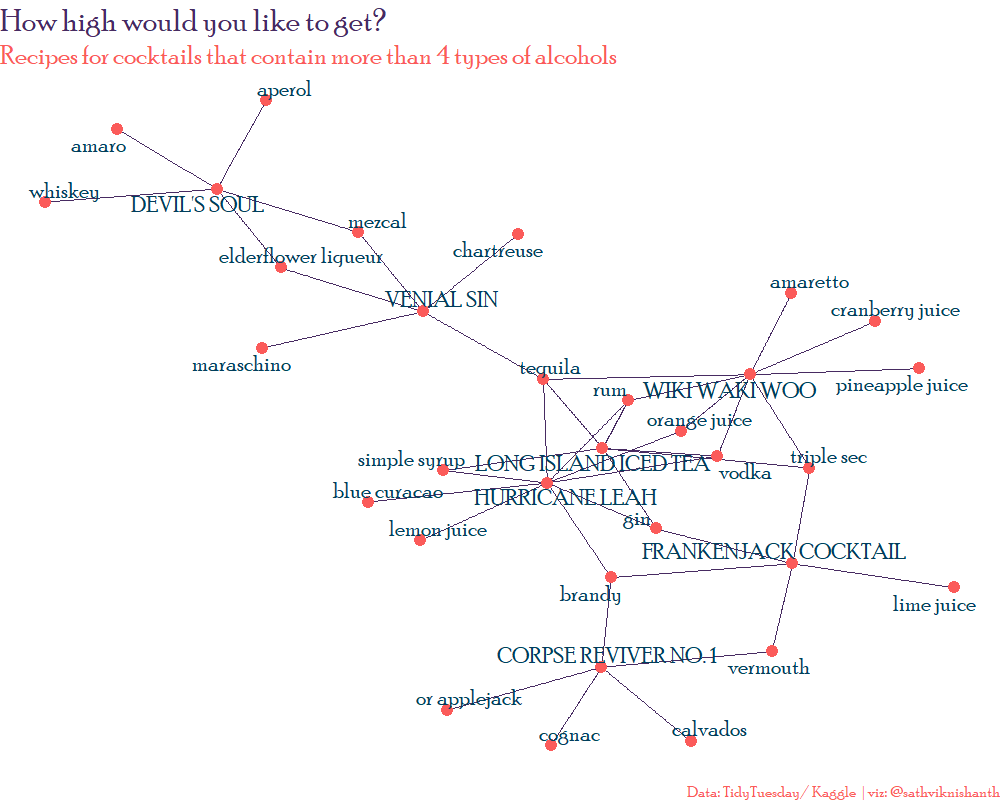 How high would you like to get?
Recipes for cocktails that contain more than 4 types of alcohols
aperol
amaro
whiskey
DEVIL'S SOUL
mezcal
chartreuse
elderflower liqueur
amaretto
VENIAL SIN
cranberry juice
maraschino
tequila
pineapple juice
rum
WIKI WAKI WOO
orange juice
simple syrup
LONG ISLAND ICED TEA
triple sec
vodka
blue curacao
HURRICANE LEAH
gin
lemon juice
FRANKENJACK COCKTAIL
brandy
lime juice
CORPSE REVIVER NO.1
vermouth
or applejack
cognac
calvados
Data: TidyTuesday/ Kaggle | viz: @sathviknishanth